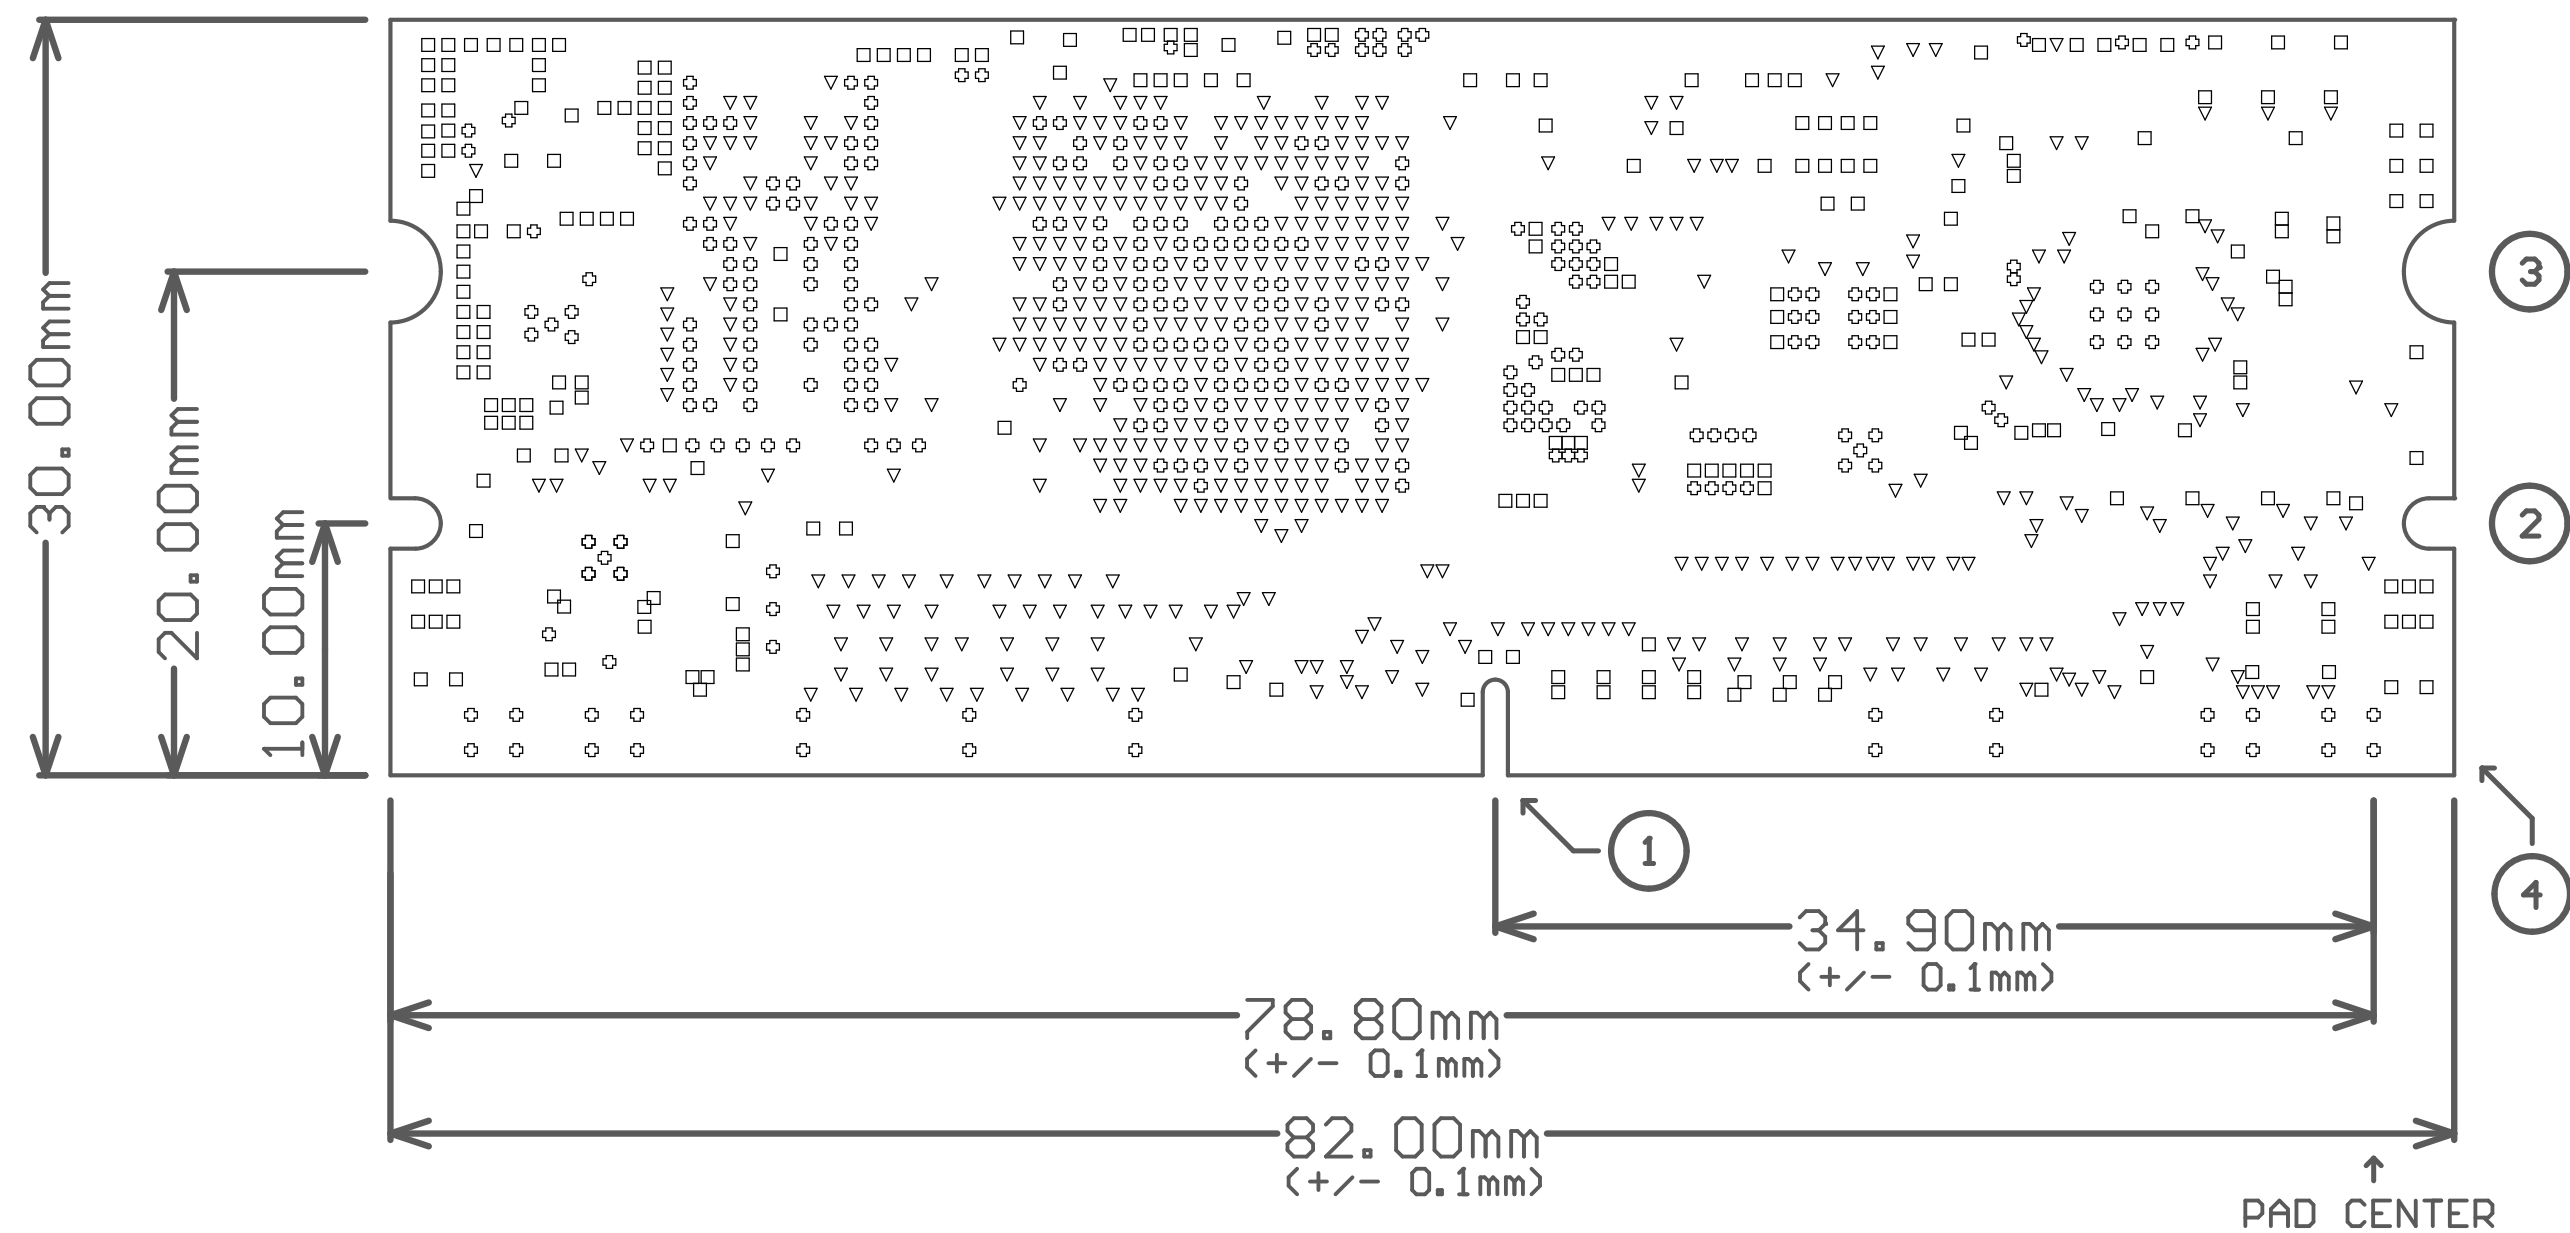 30.00mm
20.00mm
10.00mm
3
2
1
4
34.90mm
(+/- 0.1mm)
78.80mm
(+/- 0.1mm)
82.00mm
(+/- 0.1mm)
PAD CENTER